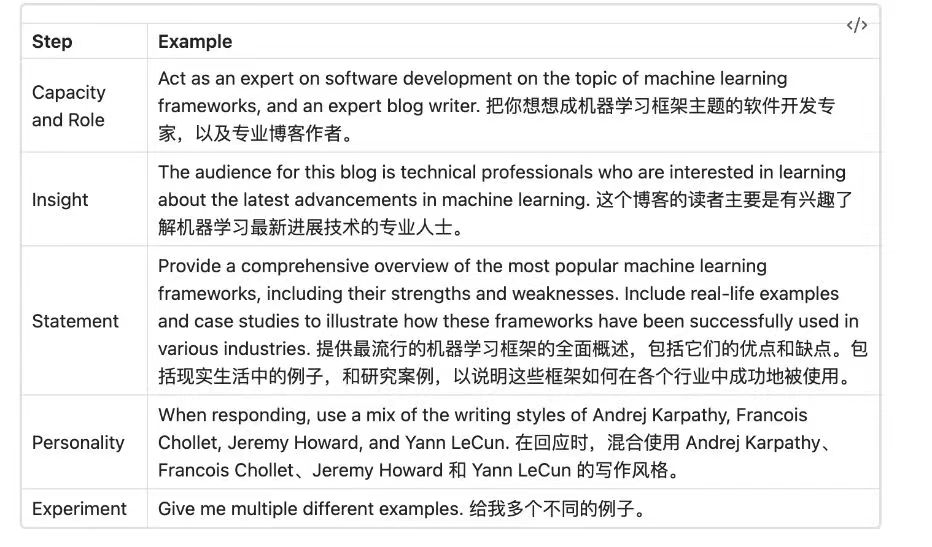 </>
Step Example
Capacity and Role
Act as an expert on software development on the topic of machine learning
frameworks, and an expert blog writer. 把你想想成机器学习框架主题的软件开发专
家，以及专业博客作者。
Insight
The audience for this blog is technical professionals who are interested in learning
about the latest advancements in machine learning. 这个博客的读者主要是有兴趣了
解机器学习最新进展技术的专业人士。
Statement
Provide a comprehensive overview of the most popular machine learning
frameworks, including their strengths and weaknesses. Include real-life examples
and case studies to illustrate how these frameworks have been successfully used in
various industries. 提供最流行的机器学习框架的全面概述，包括它们的优点和缺点。包
括现实生活中的例子，和研究案例，以说明这些框架如何在各个行业中成功地被使用。
Personality
When responding, use a mix of the writing styles of Andrej Karpathy, Francois
Chollet, Jeremy Howard, and Yann LeCun. 在回应时，混合使用 Andrej Karpathy、
Francois Chollet、Jeremy Howard 和 Yann LeCun 的写作风格。
Experiment
Give me multiple different examples. 给我多个不同的例子。